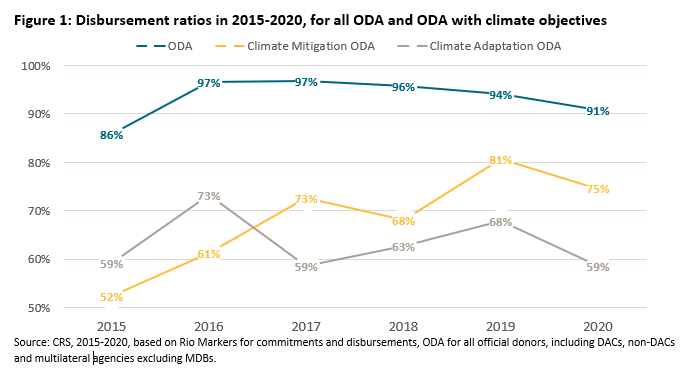 Figure 1: Disbursement ratios in 2015-2020, for all ODA and ODA with climate objectives
ODA Climate Mitigation ODA Climate Adaptation ODA
100%
90%
80%
70%
60%
50%
86% 97% 97% 96% 94% 91%
52% 61% 73% 68% 81% 75%
59% 73% 59% 63% 68% 59%
2015 2016 2017 2018 2019 2020
Source: CRS, 2015-2020, based on Rio Markers for commitments and disbursements, ODA for all official donors, including DACs, non-DACs
and multilateral agencies excluding MDBs.